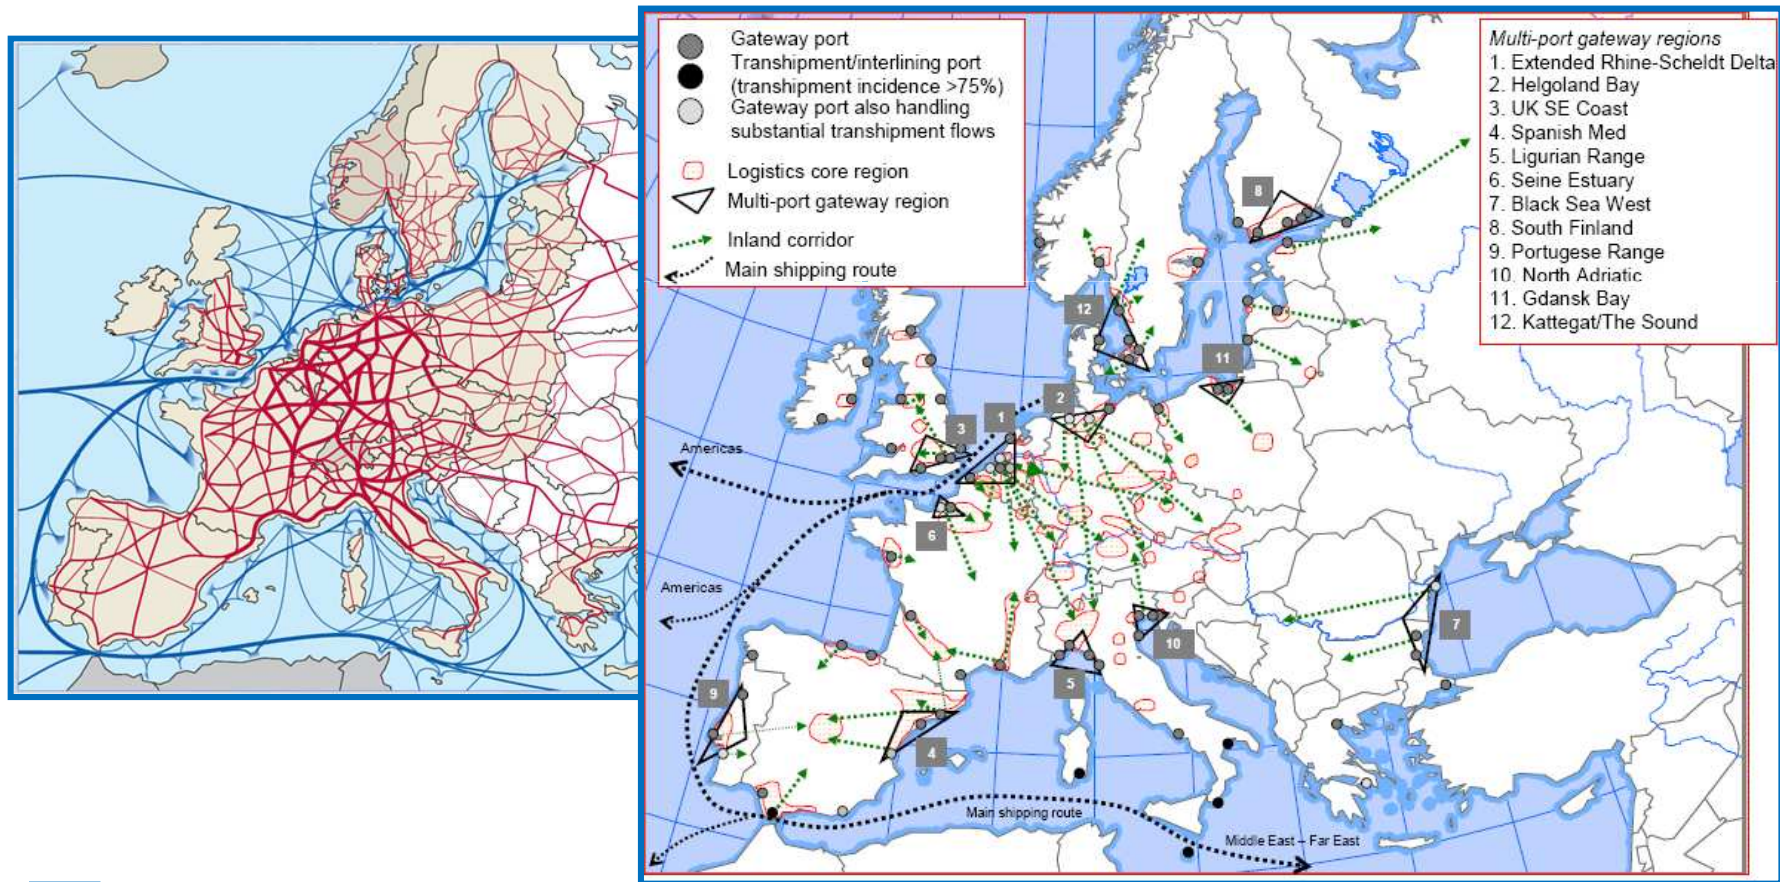 Gateway port
Transhipment/interlining port
(transhipment incidence >75%)
Gateway port also handling
substantial transhipment flows
Logistics core region
Multi-port gateway region
Inland corridor
Main shipping route
Multi-port gateway regions
1. Extended Rhine-Scheldt Delta
2. Helgoland Bay
3. UK SE Coast
4. Spanish Med
5. Ligurian Range
6. Seine Estuary
7. Black Sea West
8. South Finland
9. Portugese Range
10. North Adriatic
11. Gdansk Bay
12. Kattegat/The Sound
8
12
11
2
1
3
Americas
6
Americas
7
10
5
9
4
Main shipping route
Middle East – Far East